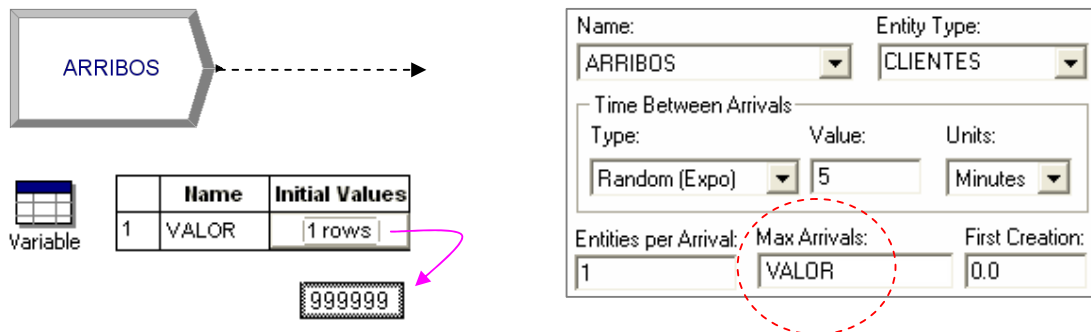 ARRIBOS
Variable
Name Initial Values
1 VALOR 1 rows
999999
Name: Entity Type:
ARRIBOS CLIENTES
Time Between Arrivals
Type: Value: Units:
Random (Expo) 5 Minutes
Entities per Arrival: Max Arrivals: First Creation:
1 VALOR 0.0